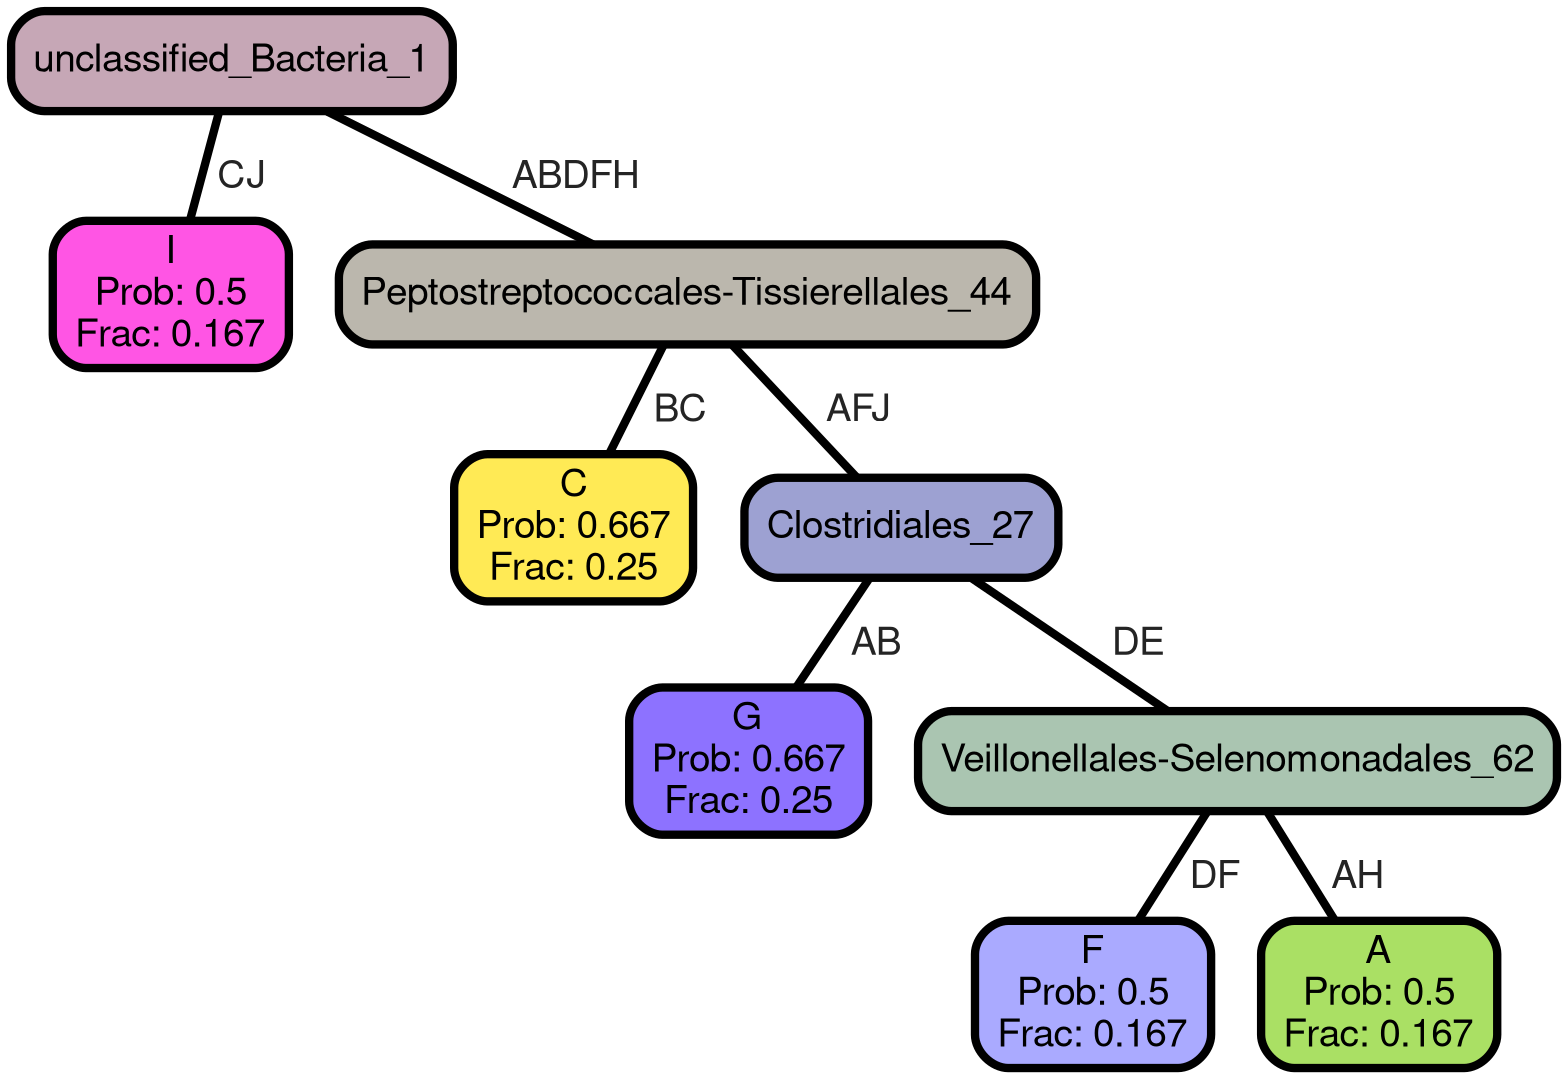 unclassified_Bacteria_1
CJ
ABDFH
I
Prob: 0.5
Frac: 0.167
Peptostreptococcales-Tissierellales_44
BC
AFJ
C
Prob: 0.667
Frac: 0.25
Clostridiales_27
AB
DE
G
Prob: 0.667
Frac: 0.25
Veillonellales-Selenomonadales_62
DF
AH
F
Prob: 0.5
Frac: 0.167
A
Prob: 0.5
Frac: 0.167